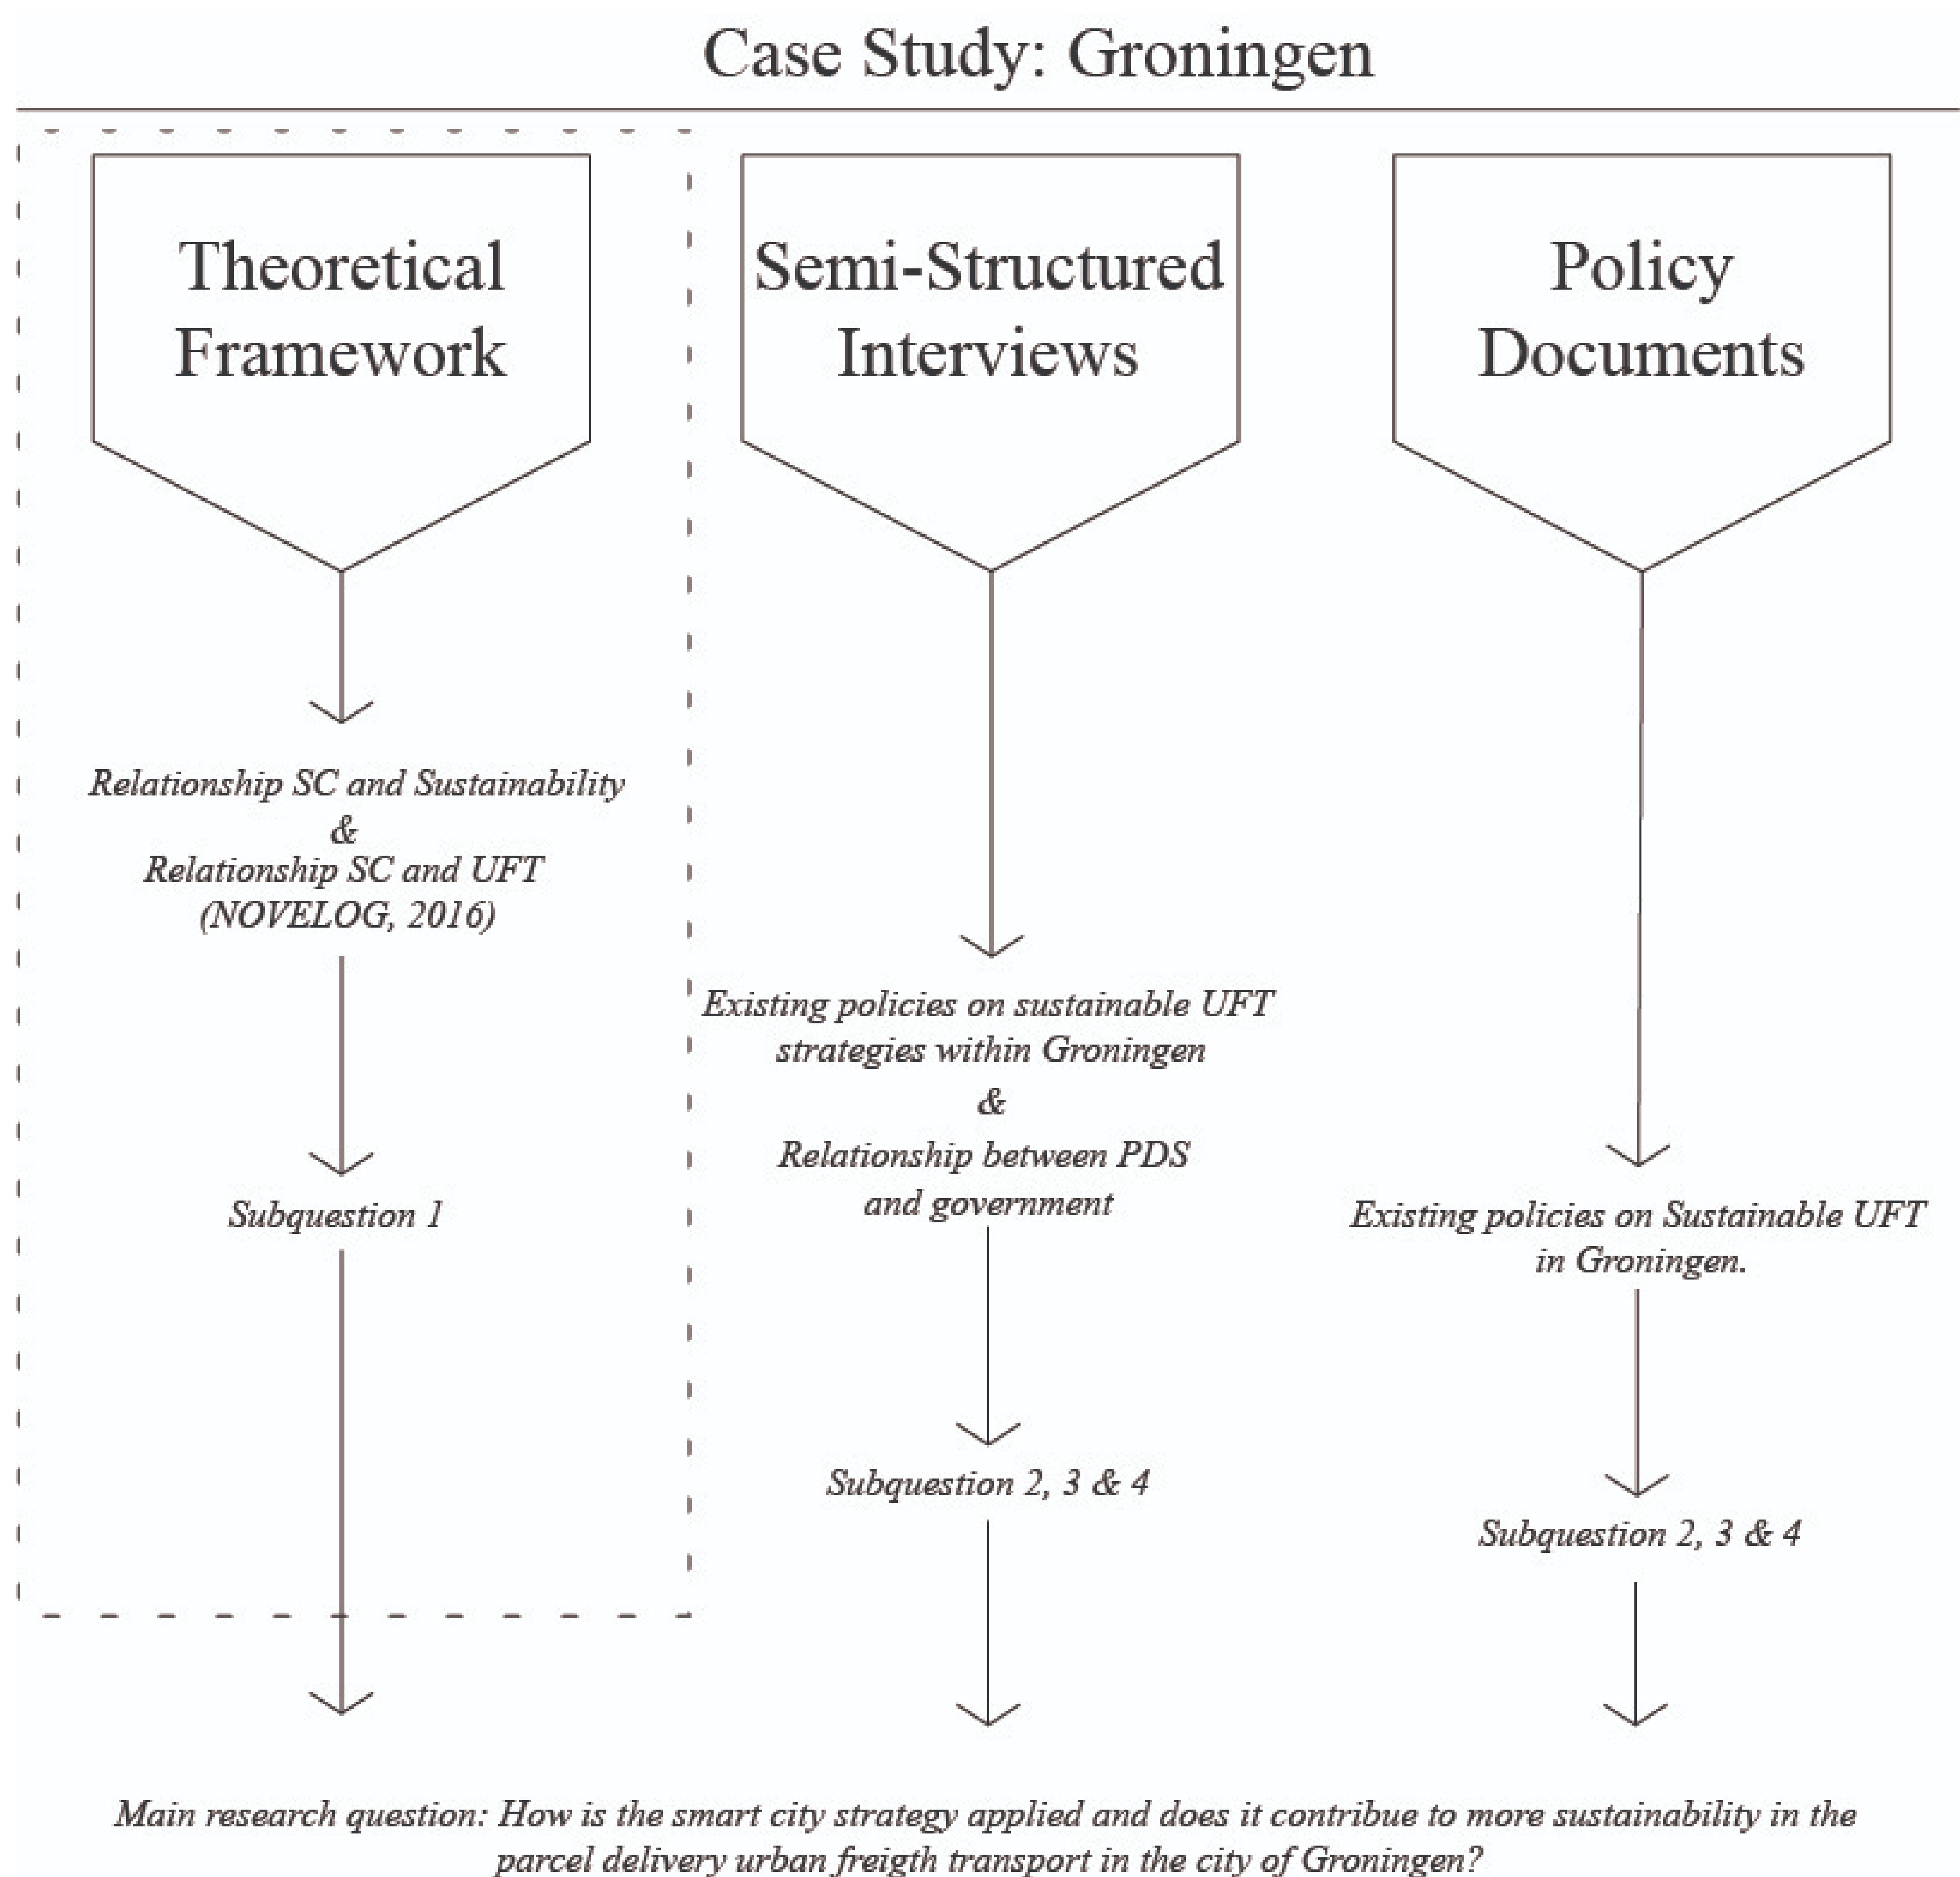 Case Study: Groningen
Theoretical
Framework
Relationship SC and Sustainability
&
Relationship SC and UFT
(NOVELOG, 2016)
Subquestion 1
Semi-Structured
Interviews
Existing policies on sustainable UFT
strategies within Groningen
&
Relationship between PDS
and government
Subquestion 2, 3 & 4
Policy
Documents
Existing policies on Sustainable UFT
in Groningen.
Subquestion 2, 3 & 4
Main research question: How is the smart city strategy applied and does it contribue to more sustainability in the
parcel delivery urban freigth transport in the city of Groningen?